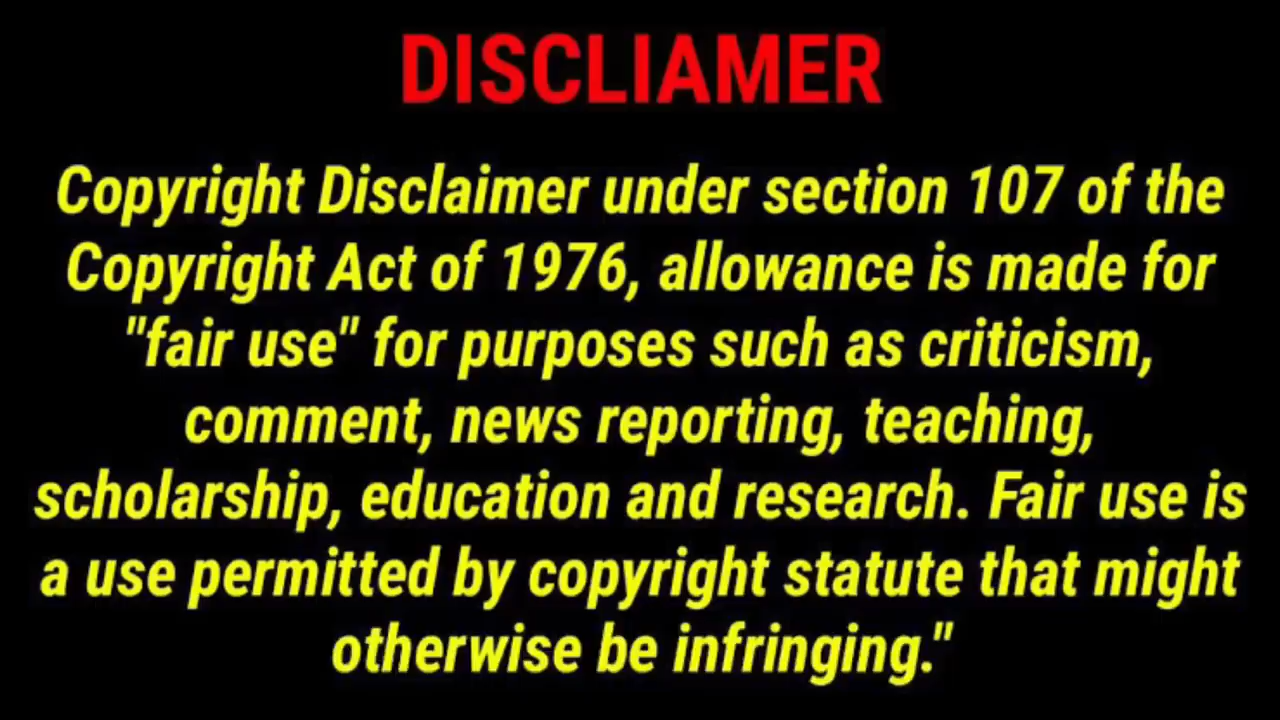 DISCLIAMER
Copyright Disclaimer under section 107 of the
Copyright Act of 1976, allowance is made for
"fair use" for purposes such as criticism,
comment, news reporting, teaching,
scholarship, education and research. Fair use is
a use permitted by copyright statute that might
otherwise be infringing."